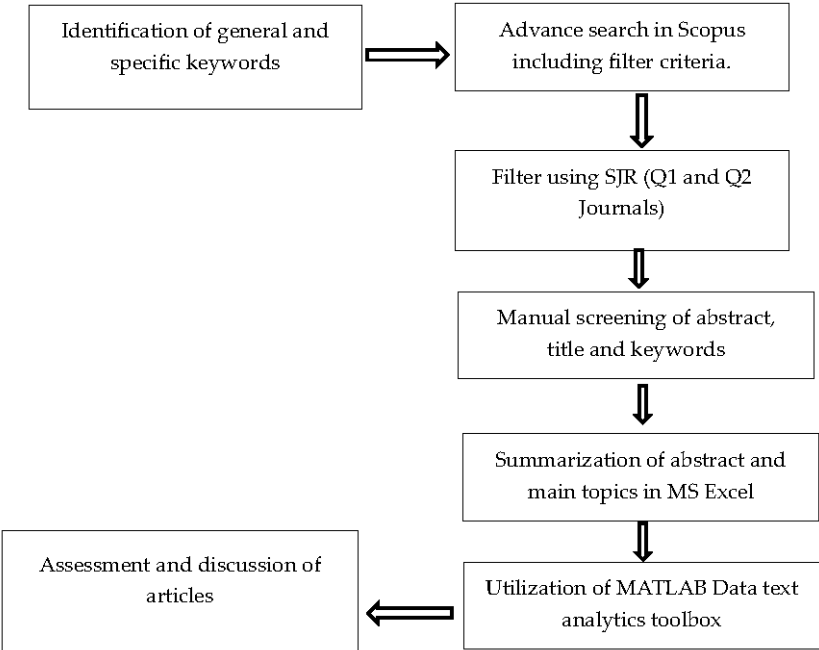 Identification of general and
specific keywords
Advance search in Scopus
including filter criteria.
Filter using SJR (Q1 and Q2
Journals)
Manual screening of abstract,
title and keywords
Summarization of abstract and
main topics in MS Excel
Utilization of MATLAB Data text
analytics toolbox
Assessment and discussion of
articles